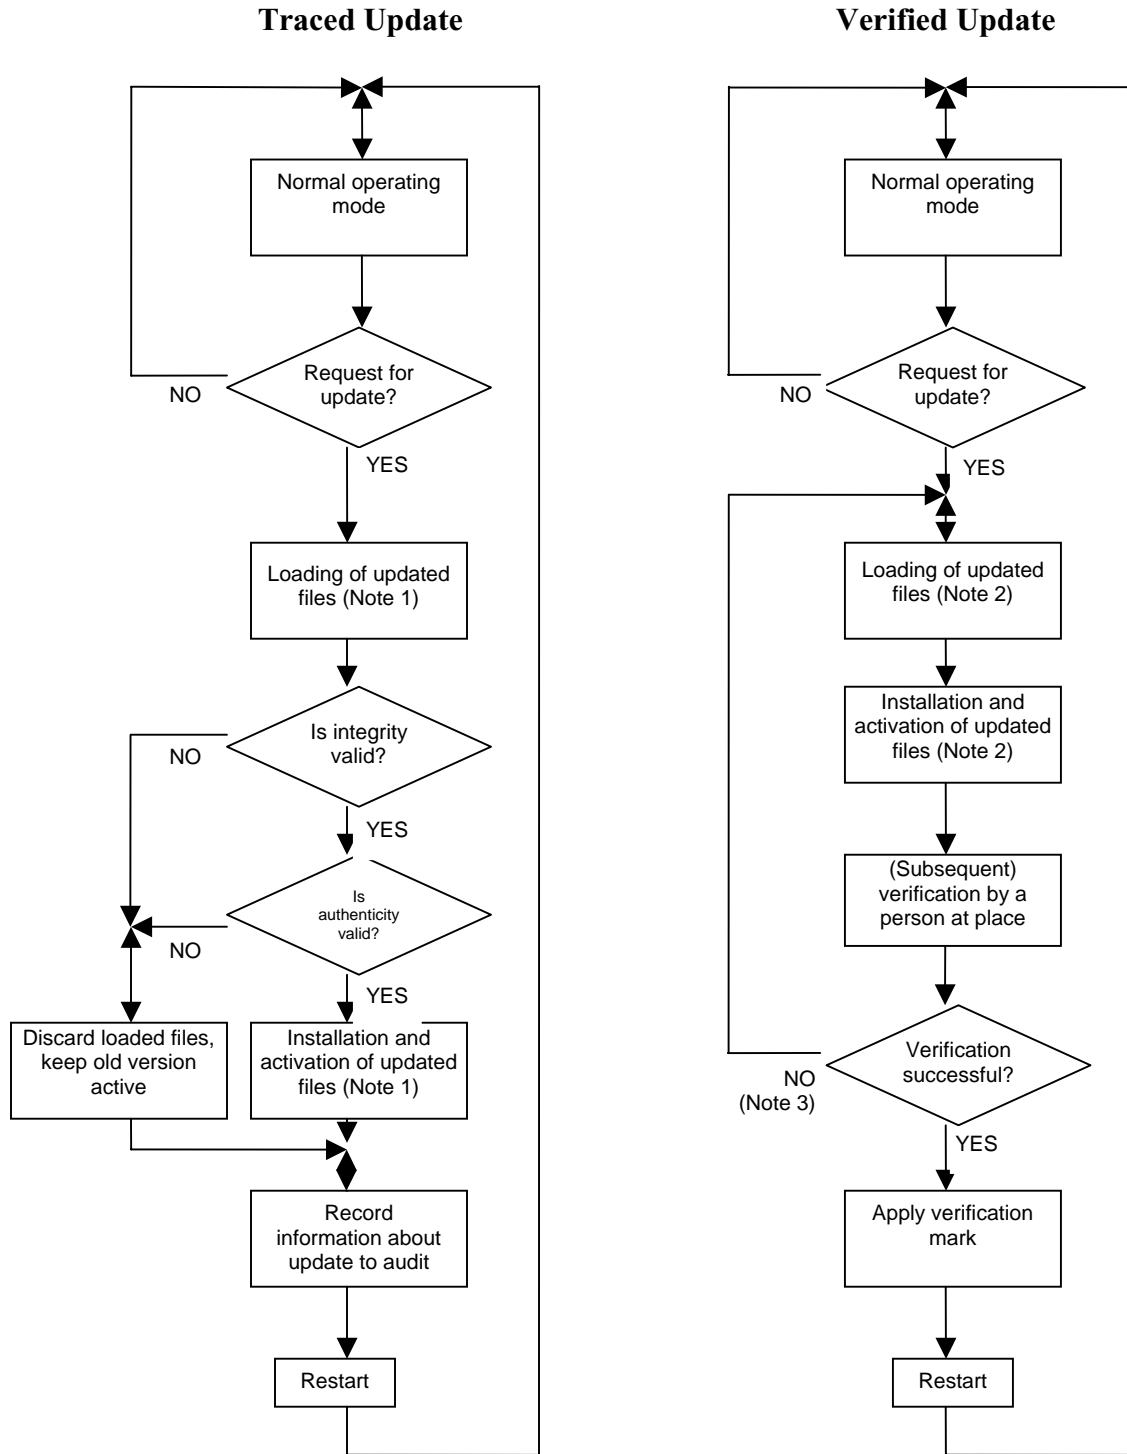 Traced Update
Normal operating
mode
Request for
update?
NO
YES
Loading of updated
files (Note 1)
Is integrity
valid?
NO
YES
Is
authenticity
valid?
NO
YES
Discard loaded files,
keep old version
active
Installation and
activation of updated
files (Note 1)
Record
information about
update to audit
Restart
Verified Update
Normal operating
mode
Request for
update?
NO
YES
Loading of updated
files (Note 2)
Installation and
activation of updated
files (Note 2)
(Subsequent)
verification by a
person at place
Verification
successful?
NO
(Note 3)
YES
Apply verification
mark
Restart